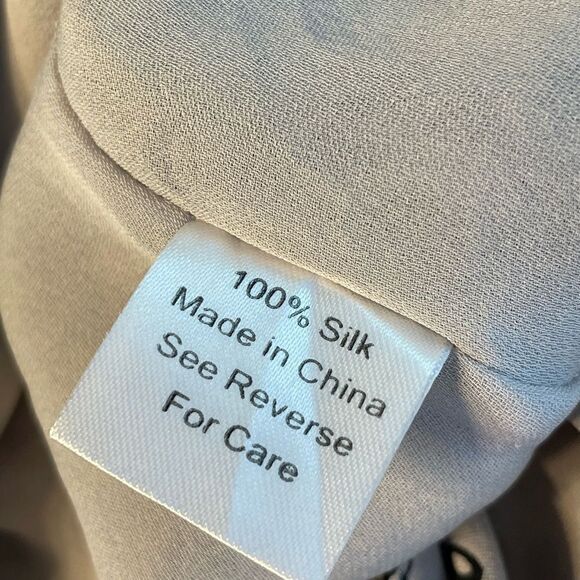 100% Silk
Made in China
See Reverse
For Care